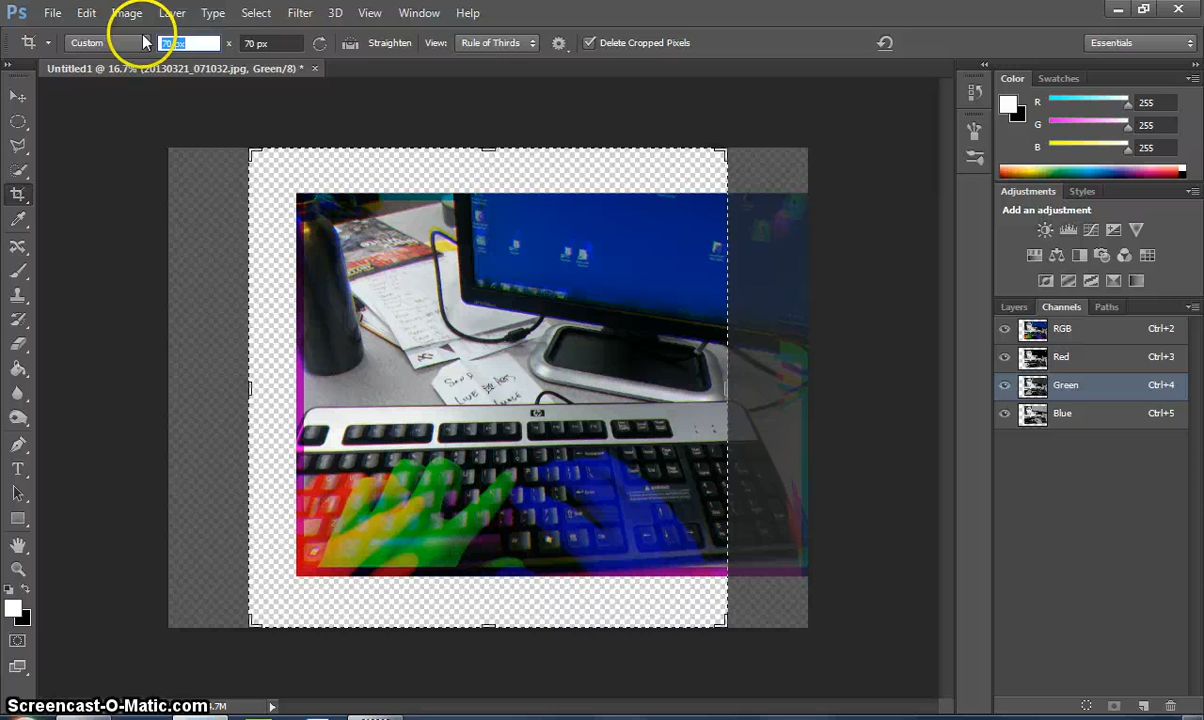 Ps File Edit Image Layer Type Select Filter 3D View Window Help
Custom 70 px x 70 px Straighten View: Rule of Thirds Delete Cropped Pixels Essentials
Untitled1 @ 16.7% (20130321_071032.jpg, Green/8) * ×
Color Swatches
R 255
G 255
B 255
Adjustments Styles
Add an adjustment
Layers Channels Paths
RGB Ctrl+2
Red Ctrl+3
Green Ctrl+4
Blue Ctrl+5
hp
Screencast-O-Matic.com